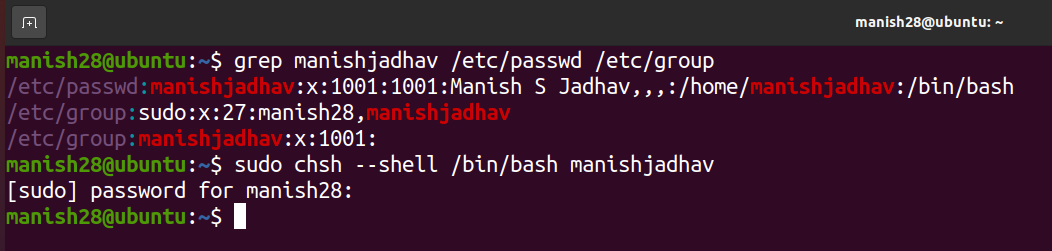 manish28@ubuntu: ~
manish28@ubuntu:~$ grep manishjadhav /etc/passwd /etc/group
/etc/passwd:manishjadhav:x:1001:1001:Manish S Jadhav,,,:/home/manishjadhav:/bin/bash
/etc/group:sudo:x:27:manish28,manishjadhav
/etc/group:manishjadhav:x:1001:
manish28@ubuntu:~$ sudo chsh --shell /bin/bash manishjadhav
[sudo] password for manish28:
manish28@ubuntu:~$